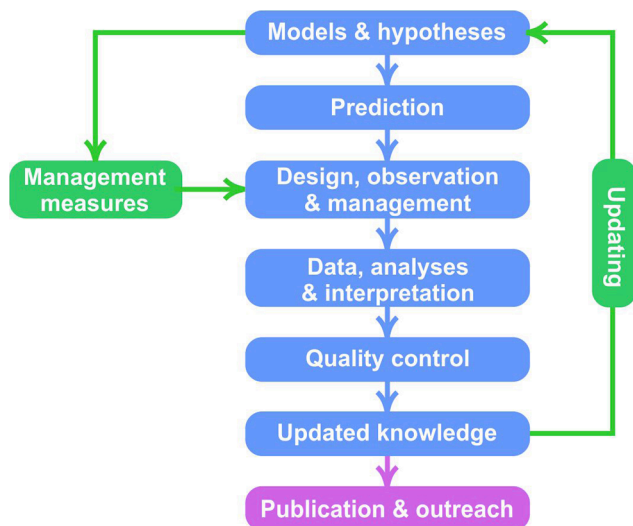 Models & hypotheses
Prediction
Management
measures
Design, observation
& management
Updating
Data, analyses
& interpretation
Quality control
Updated knowledge
Publication & outreach